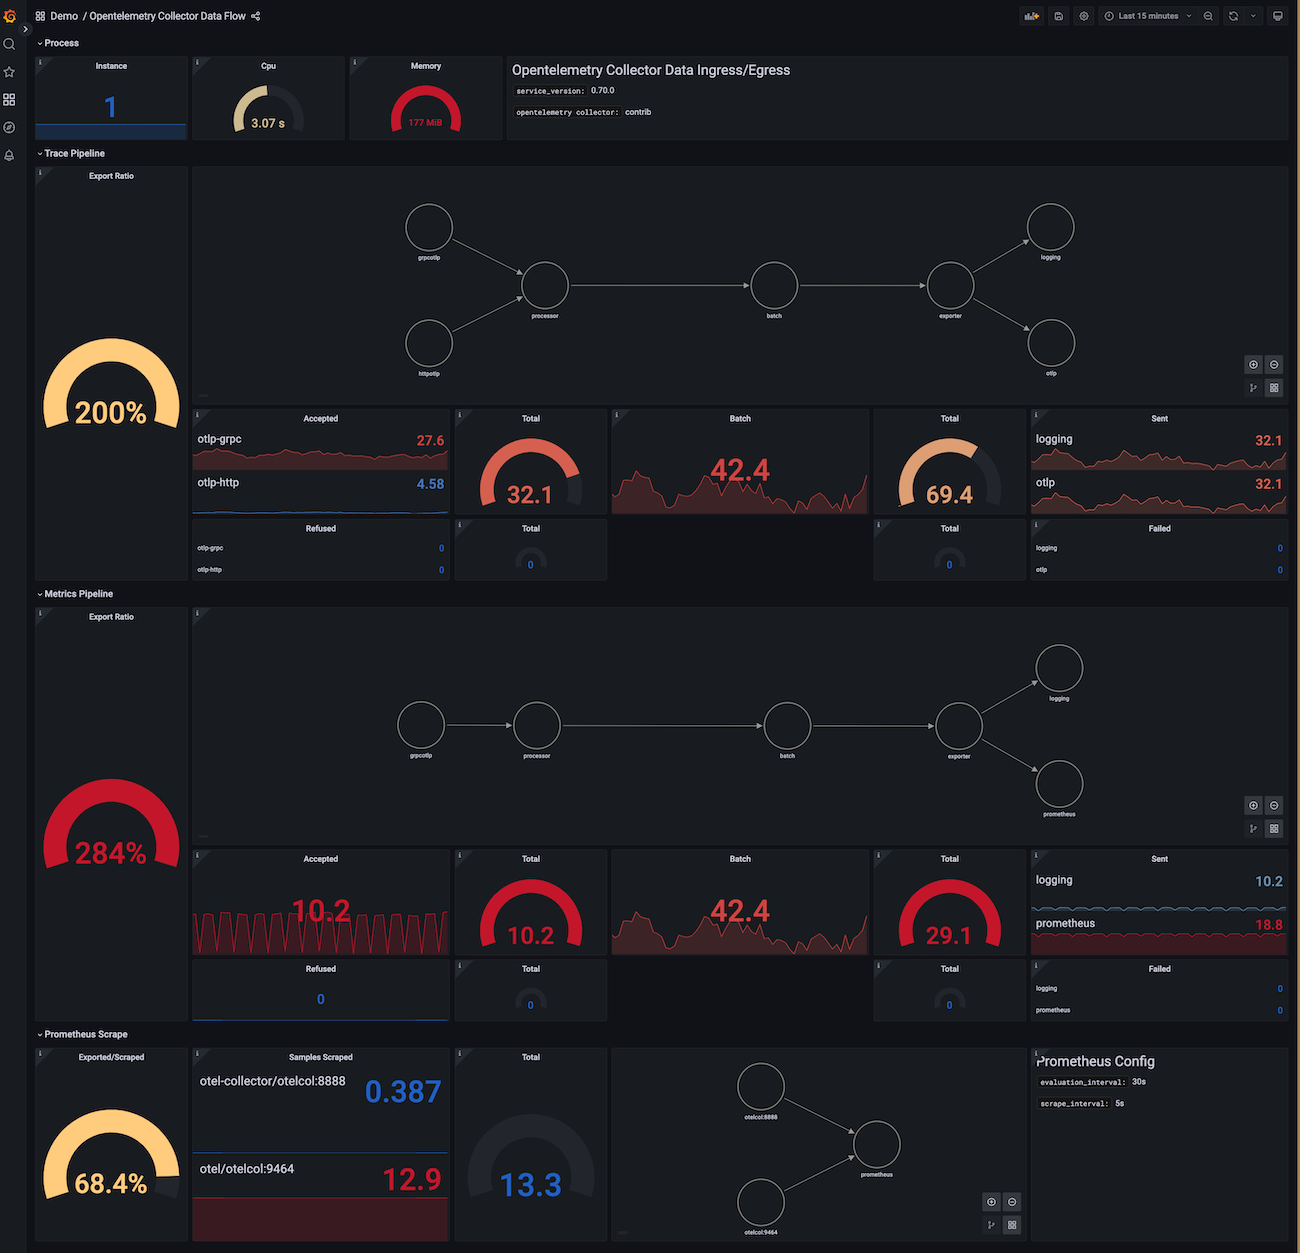 Demo / Opentelemetry Collector Data Flow
Last 15 minutes
Process
Instance
1
Cpu
3.07 s
Memory
177 MiB
Opentelemetry Collector Data Ingress/Egress
service_version: 0.70.0
opentelemetry collector: contrib
Trace Pipeline
Export Ratio
200%
grpcotlp
httpotlp
processor
batch
exporter
logging
otlp
Accepted
otlp-grpc 27.6
otlp-http 4.58
Total
32.1
Batch
42.4
Total
69.4
Sent
logging 32.1
otlp 32.1
Refused
otlp-grpc 0
otlp-http 0
Total
0
Total
0
Failed
logging 0
otlp 0
Metrics Pipeline
Export Ratio
284%
grpcotlp
processor
batch
exporter
logging
prometheus
Accepted
10.2
Total
10.2
Batch
42.4
Total
29.1
Sent
logging 10.2
prometheus 18.8
Refused
0
Total
0
Total
0
Failed
logging 0
prometheus 0
Prometheus Scrape
Exported/Scraped
68.4%
Samples Scraped
otel-collector/otelcol:8888 0.387
otel/otelcol:9464 12.9
Total
13.3
otelcol:8888
otelcol:9464
prometheus
Prometheus Config
evaluation_interval: 30s
scrape_interval: 5s